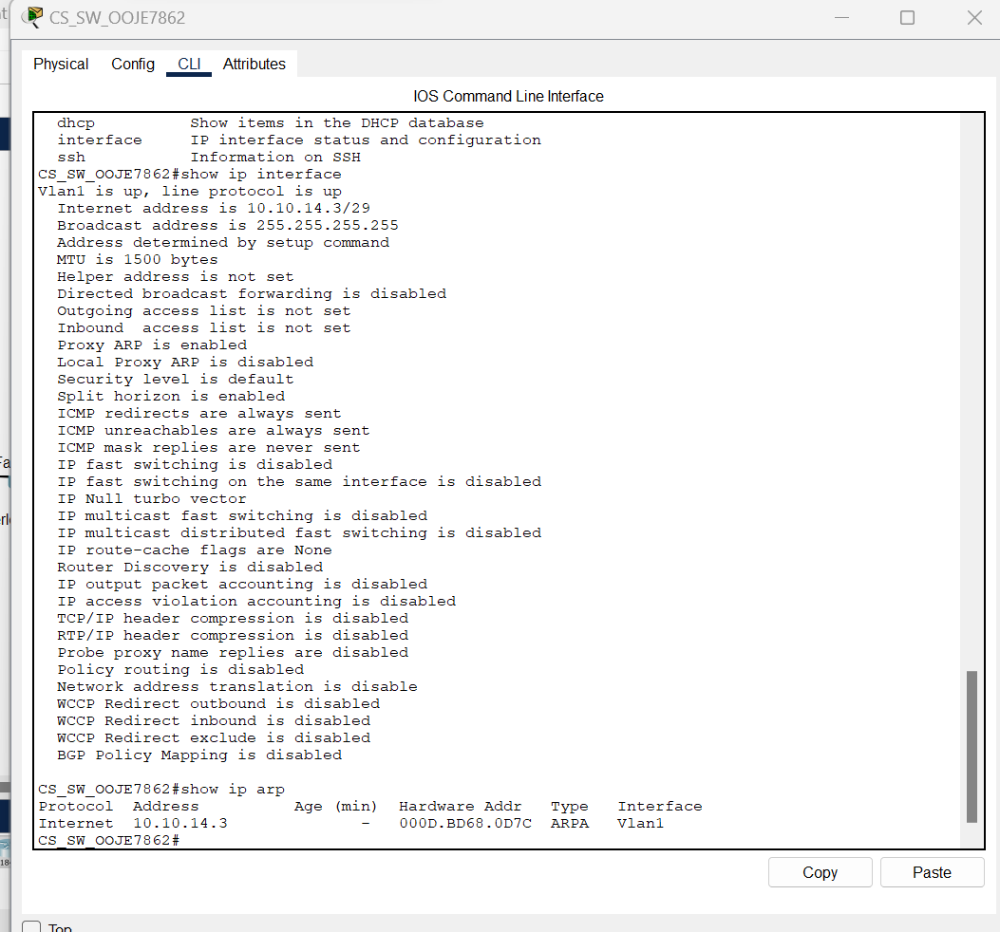 CS_SW_OOJE7862
Physical Config CLI Attributes
IOS Command Line Interface
dhcp Show items in the DHCP database
interface IP interface status and configuration
ssh Information on SSH
CS_SW_OOJE7862#show ip interface
Vlan1 is up, line protocol is up
Internet address is 10.10.14.3/29
Broadcast address is 255.255.255.255
Address determined by setup command
MTU is 1500 bytes
Helper address is not set
Directed broadcast forwarding is disabled
Outgoing access list is not set
Inbound  access list is not set
Proxy ARP is enabled
Local Proxy ARP is disabled
Security level is default
Split horizon is enabled
ICMP redirects are always sent
ICMP unreachables are always sent
ICMP mask replies are never sent
IP fast switching is disabled
IP fast switching on the same interface is disabled
IP Null turbo vector
IP multicast fast switching is disabled
IP multicast distributed fast switching is disabled
IP route-cache flags are None
Router Discovery is disabled
IP output packet accounting is disabled
IP access violation accounting is disabled
TCP/IP header compression is disabled
RTP/IP header compression is disabled
Probe proxy name replies are disabled
Policy routing is disabled
Network address translation is disable
WCCP Redirect outbound is disabled
WCCP Redirect inbound is disabled
WCCP Redirect exclude is disabled
BGP Policy Mapping is disabled
CS_SW_OOJE7862#show ip arp
Protocol Address Age (min) Hardware Addr Type Interface
Internet 10.10.14.3 - 000D.BD68.0D7C ARPA Vlan1
CS_SW_OOJE7862#
Copy Paste
Top